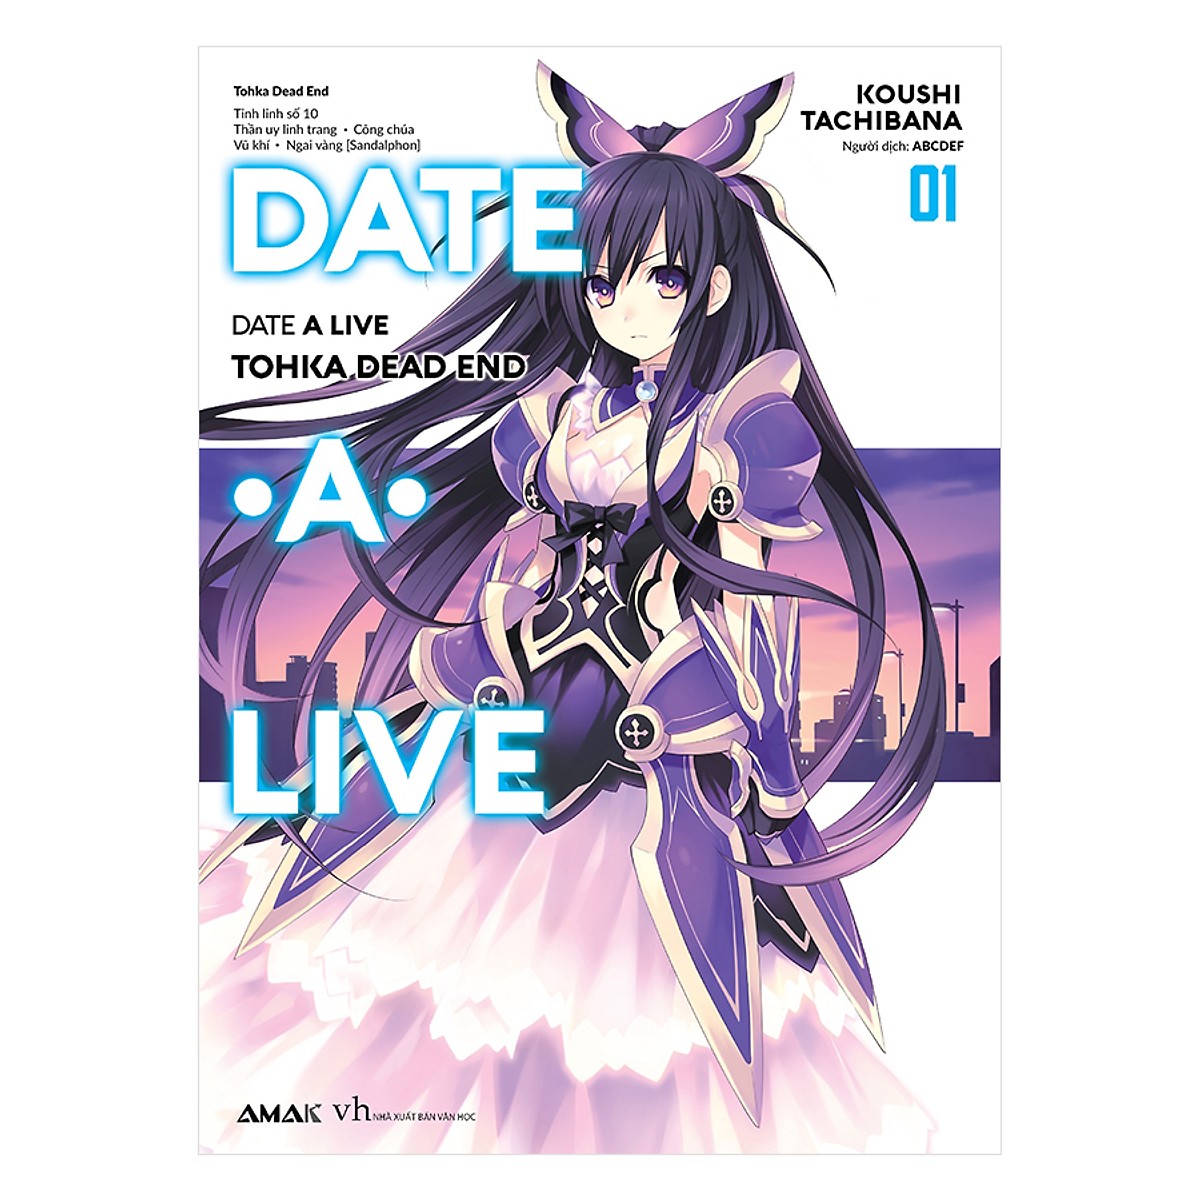 Tohka Dead End
Tinh linh số 10
Thần uy linh trang • Công chúa
Vũ khí • Ngai vàng [Sandalphon]
KOUSHI
TACHIBANA
Người dịch: ABCDEF
01
DATE
DATE A LIVE
TOHKA DEAD END
•A•
LIVE
AMAK vh NHÀ XUẤT BẢN VĂN HỌC